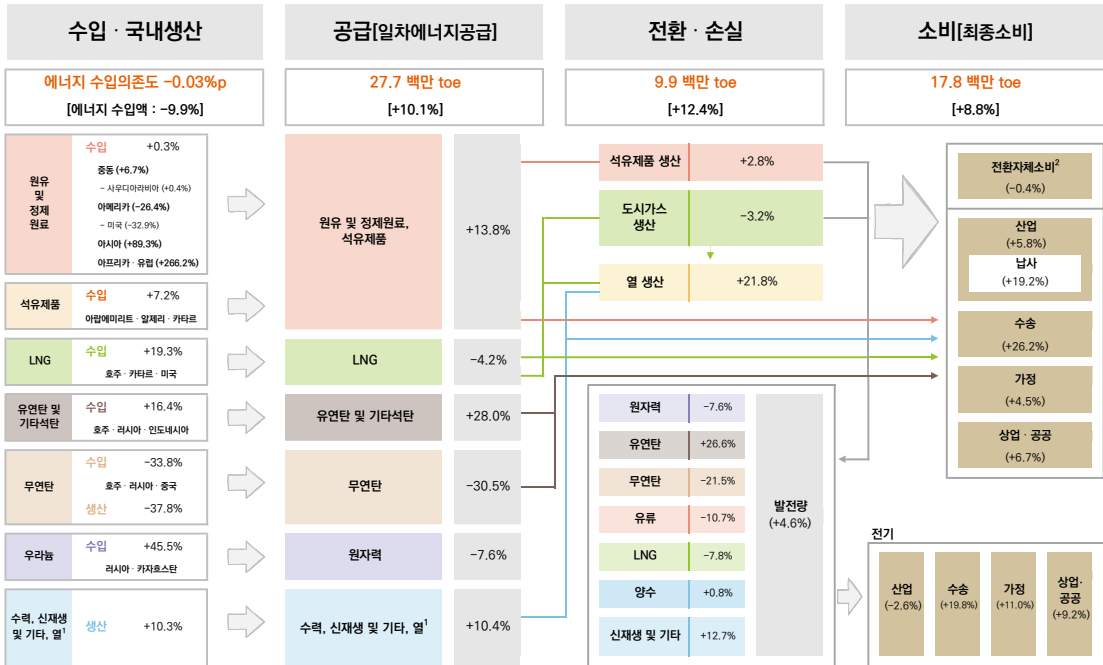 수입 · 국내생산
공급[일차에너지공급]
전환 · 손실
소비[최종소비]
에너지 수입의존도 -0.03%p
[에너지 수입액 : -9.9%]
27.7 백만 toe
[+10.1%]
9.9 백만 toe
[+12.4%]
17.8 백만 toe
[+8.8%]
원유
및
정제
원료
수입 +0.3%
중동 (+6.7%)
- 사우디아라비아 (+0.4%)
아메리카 (-26.4%)
- 미국 (-32.9%)
아시아 (+89.3%)
아프리카 · 유럽 (+266.2%)
석유제품
수입 +7.2%
아랍에미리트 · 알제리 · 카타르
LNG
수입 +19.3%
호주 · 카타르 · 미국
유연탄 및
기타석탄
수입 +16.4%
호주 · 러시아 · 인도네시아
무연탄
수입 -33.8%
호주 · 러시아 · 중국
생산 -37.8%
우라늄
수입 +45.5%
러시아 · 카자흐스탄
수력, 신재생
및 기타, 열1
생산 +10.3%
원유 및 정제원료,
석유제품
+13.8%
LNG
-4.2%
유연탄 및 기타석탄
+28.0%
무연탄
-30.5%
원자력
-7.6%
수력, 신재생 및 기타, 열1
+10.4%
석유제품 생산 +2.8%
도시가스
생산
-3.2%
열 생산 +21.8%
원자력 -7.6%
유연탄 +26.6%
무연탄 -21.5%
유류 -10.7%
LNG -7.8%
양수 +0.8%
신재생 및 기타 +12.7%
발전량
(+4.6%)
전환자체소비2
(-0.4%)
산업
(+5.8%)
납사
(+19.2%)
수송
(+26.2%)
가정
(+4.5%)
상업 · 공공
(+6.7%)
전기
산업
(-2.6%)
수송
(+19.8%)
가정
(+11.0%)
상업·
공공
(+9.2%)